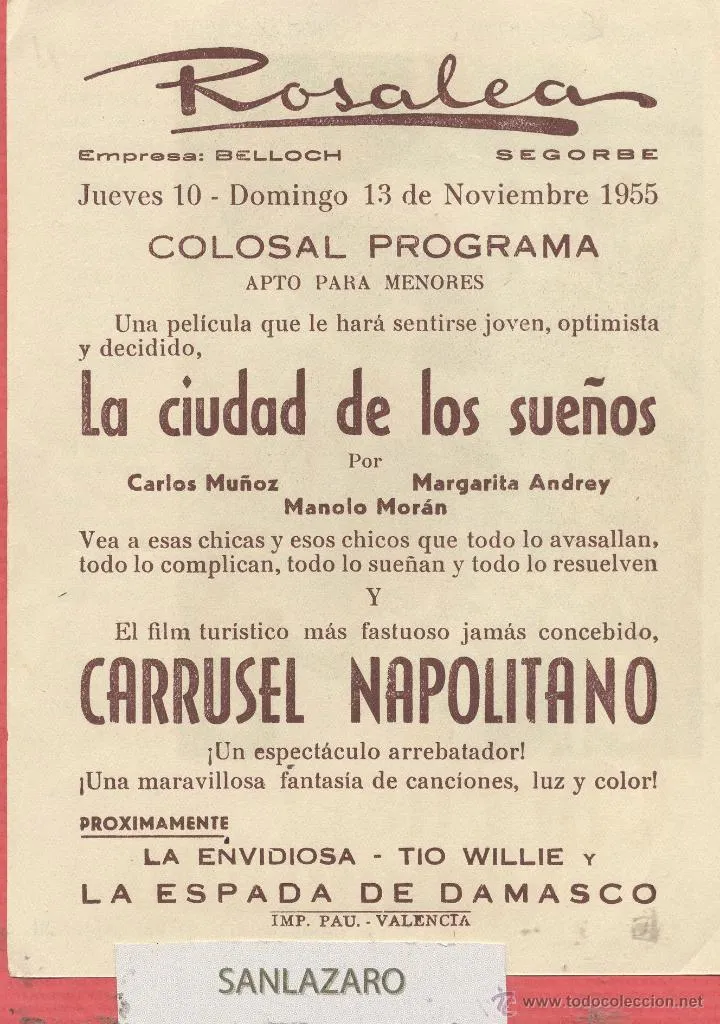 Rosalea
Empresa: BELLOCH SEGORBE
Jueves 10 - Domingo 13 de Noviembre 1955
COLOSAL PROGRAMA
APTO PARA MENORES
Una película que le hará sentirse joven, optimista
y decidido,
La ciudad de los sueños
Por
Carlos Muñoz Margarita Andrey
Manolo Morán
Vea a esas chicas y esos chicos que todo lo avasallan,
todo lo complican, todo lo sueñan y todo lo resuelven
Y
El film turístico más fastuoso jamás concebido,
CARRUSEL NAPOLITANO
¡Un espectáculo arrebatador!
¡Una maravillosa fantasía de canciones, luz y color!
PROXIMAMENTE
LA ENVIDIOSA - TIO WILLIE y
LA ESPADA DE DAMASCO
IMP. PAU. - VALENCIA
SANLAZARO
www.todocoleccion.net